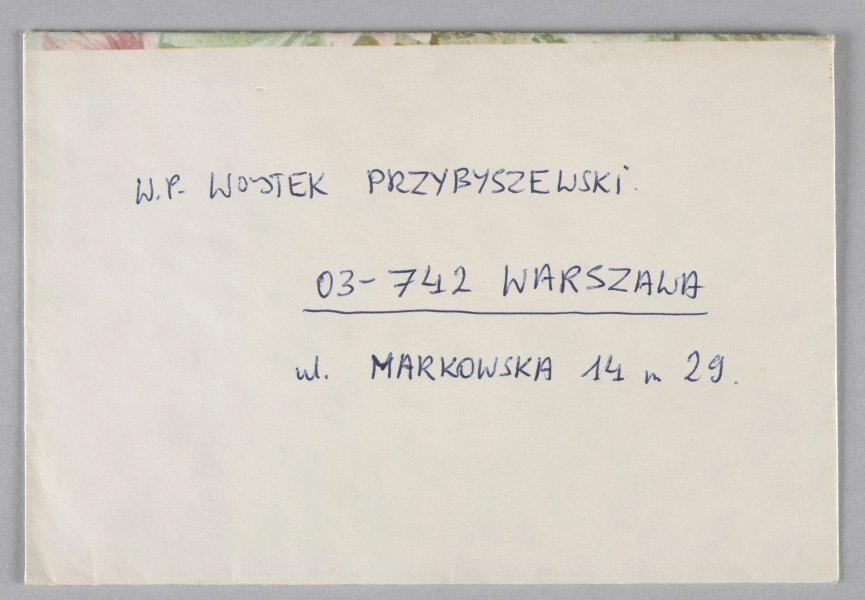 W.P. WOJTEK PRZYBYSZEWSKI.
03-742 WARSZAWA
ul. MARKOWSKA 14 m 29.